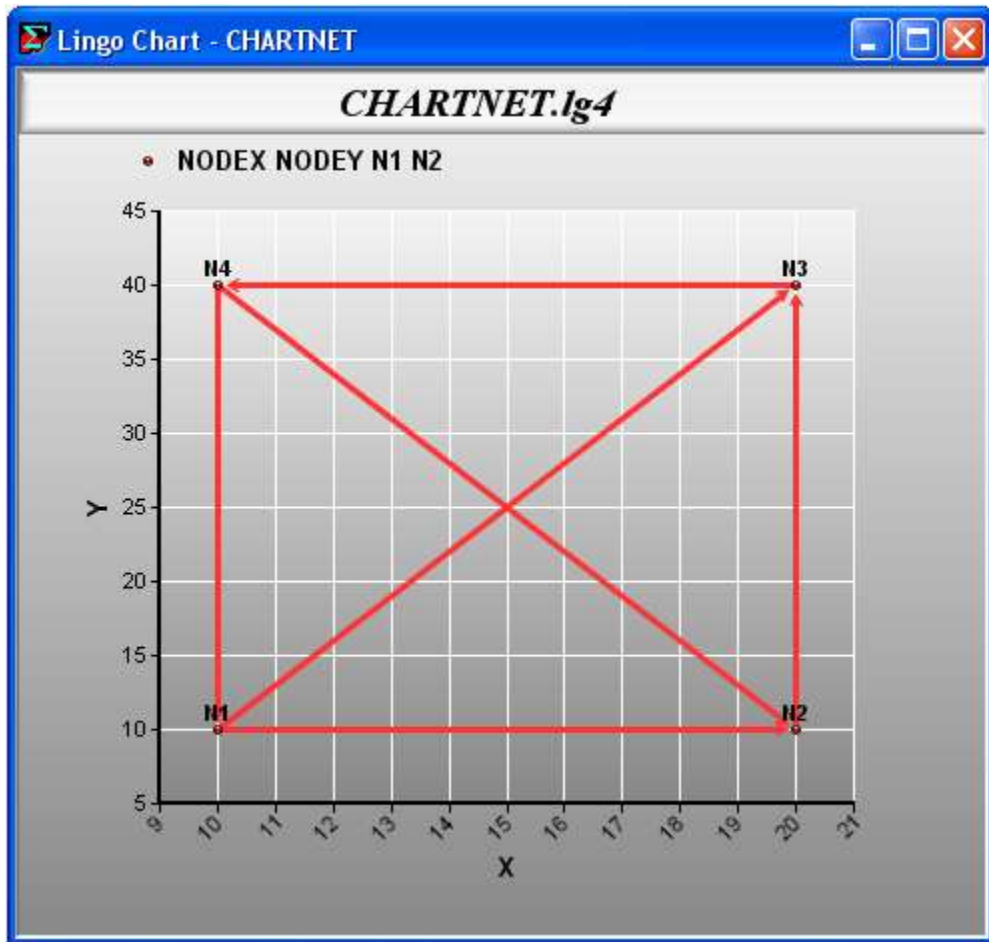 Lingo Chart - CHARTNET
CHARTNET.lg4
NODEX NODEY N1 N2
45
N4 N3
40
35
30
Y 25
20
15
N1 N2
10
5
9 10 11 12 13 14 15 16 17 18 19 20 21
X